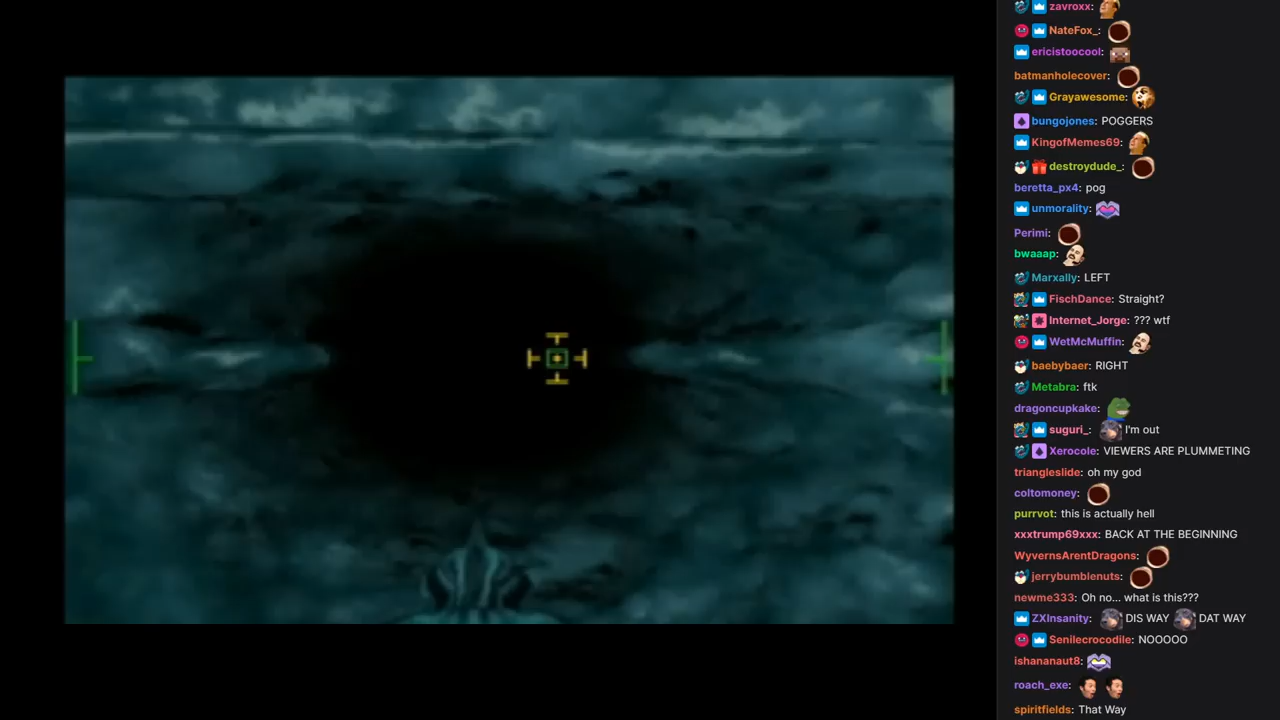 zavroxx:
NateFox_:
ericistoocool:
batmanholecover:
Grayawesome:
bungojones: POGGERS
KingofMemes69:
destroydude_:
beretta_px4: pog
unmorality:
Perimi:
bwaaap:
Marxally: LEFT
FischDance: Straight?
Internet_Jorge: ??? wtf
WetMcMuffin:
baebybaer: RIGHT
Metabra: ftk
dragoncupkake:
suguri_: I'm out
Xerocole: VIEWERS ARE PLUMMETING
triangleslide: oh my god
coltomoney:
purrvot: this is actually hell
xxxtrump69xxx: BACK AT THE BEGINNING
WyvernsArentDragons:
jerrybumblenuts:
newme333: Oh no... what is this???
ZXInsanity: DIS WAY DAT WAY
Senilecrocodile: NOOOOO
ishananaut8:
roach_exe:
spiritfields: That Way